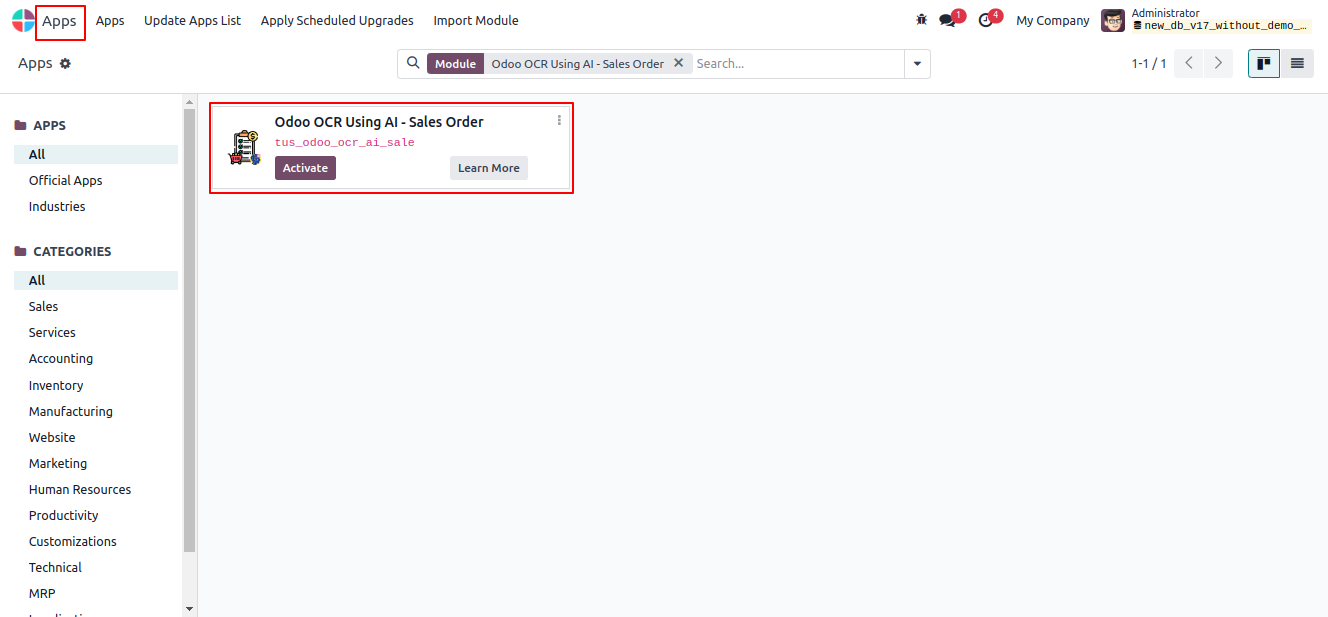 Apps Apps Update Apps List Apply Scheduled Upgrades Import Module 1 4 My Company Administrator
new_db_v17_without_demo_...
Apps Module Odoo OCR Using AI - Sales Order Search... 1-1 / 1
APPS
All
Official Apps
Industries
CATEGORIES
All
Sales
Services
Accounting
Inventory
Manufacturing
Website
Marketing
Human Resources
Productivity
Customizations
Technical
MRP
Odoo OCR Using AI - Sales Order
tus_odoo_ocr_ai_sale
Activate Learn More